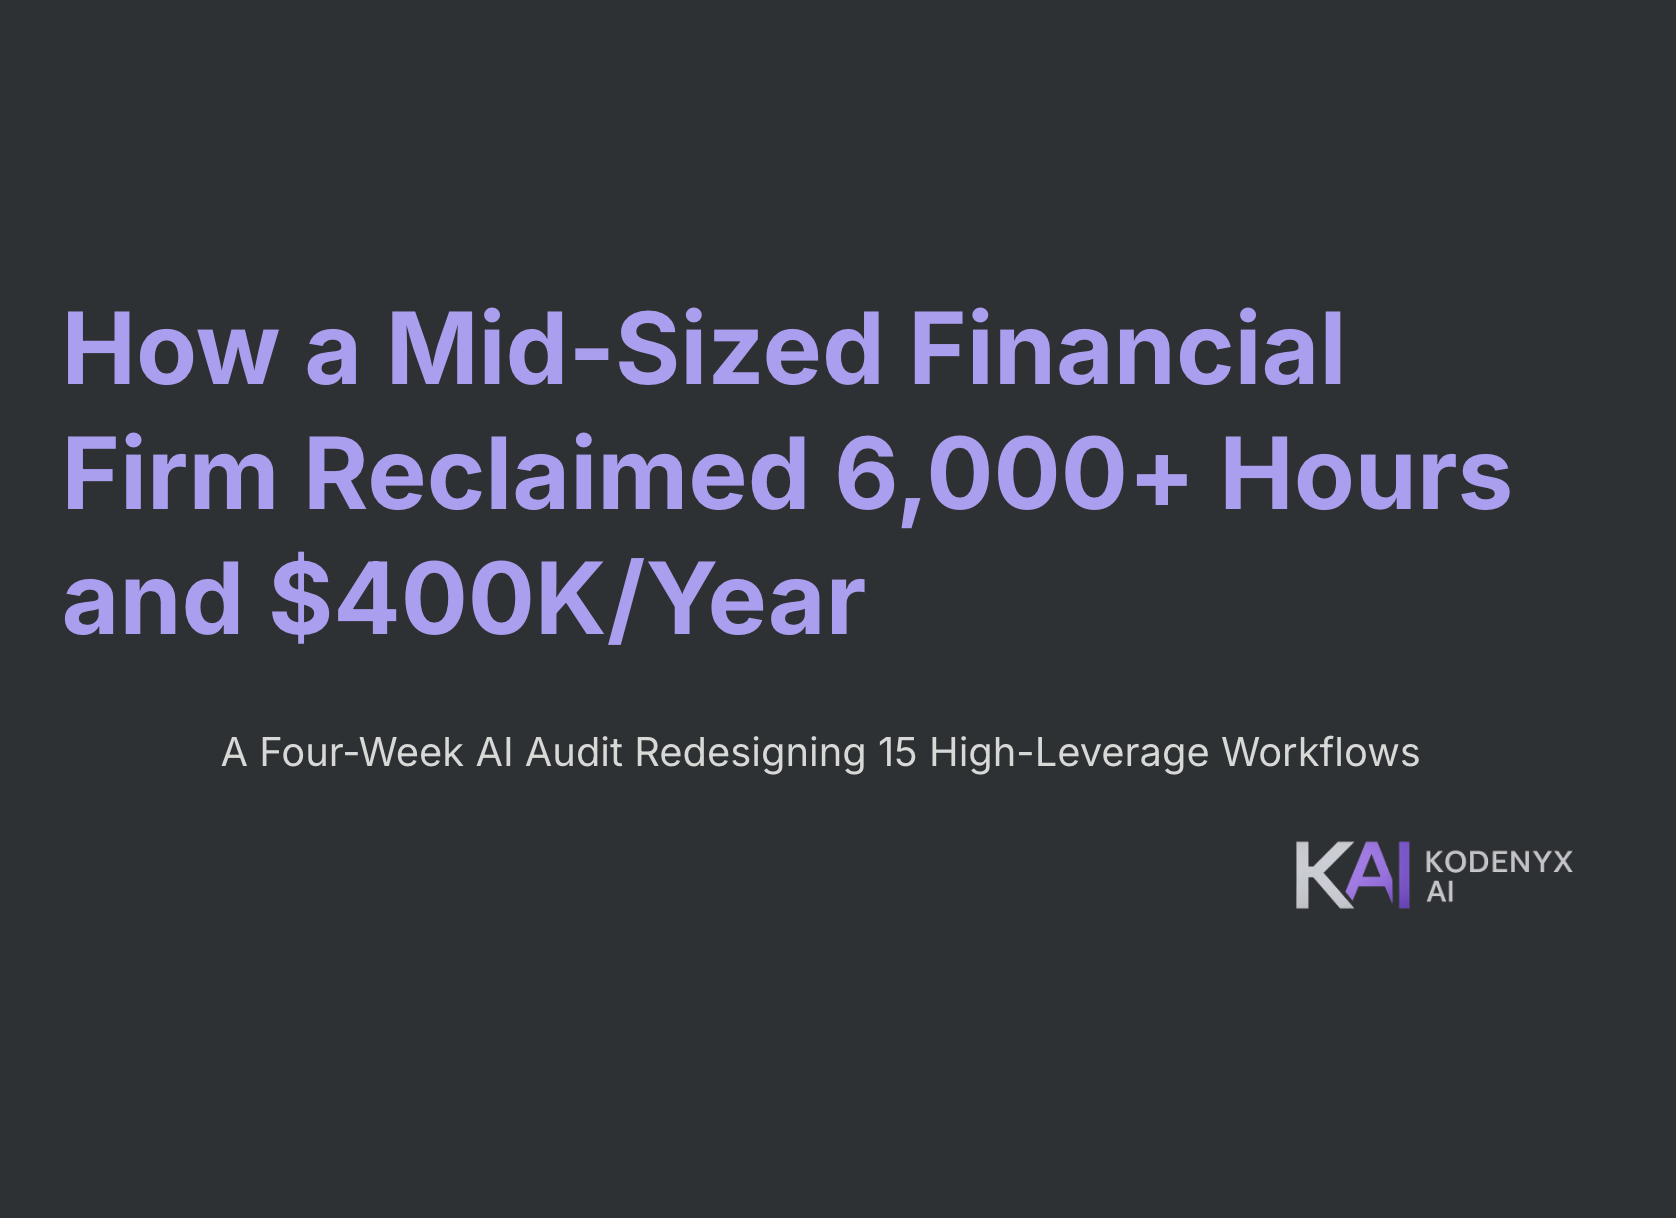 How a Mid-Sized Financial
Firm Reclaimed 6,000+ Hours
and $400K/Year
A Four-Week AI Audit Redesigning 15 High-Leverage Workflows
KAI
KODENYX
AI